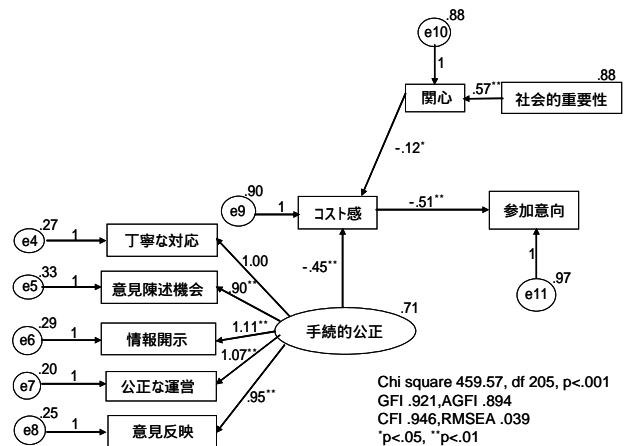 .88
e10
1
関心
.57**
.88
社会的重要性
-.12*
.90
e9
1
コスト感
-.51**
参加意向
1
e11
.97
-.45**
.27
e4
1
丁寧な対応
1.00
.33
e5
1
意見陳述機会
.90**
.29
e6
1
情報開示
1.11**
手続的公正
.71
.20
e7
1
公正な運営
1.07**
.25
e8
1
意見反映
.95**
Chi square 459.57, df 205, p<.001
GFI .921,AGFI .894
CFI .946,RMSEA .039
*p<.05, **p<.01